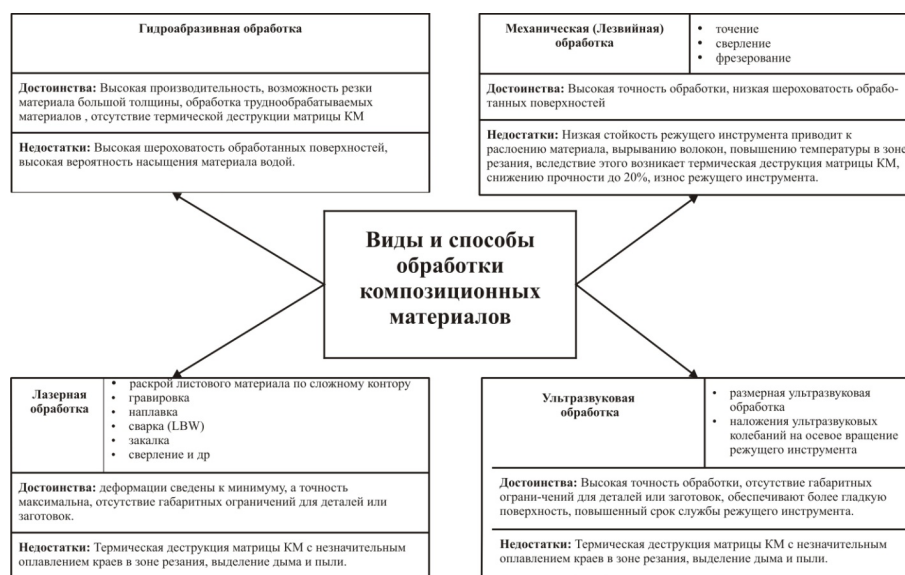 Гидроабразивная обработка
Достоинства: Высокая производительность, возможность резки
материала большой толщины, обработка труднообрабатываемых
материалов , отсутствие термической деструкции матрицы КМ
Недостатки: Высокая шероховатость обработанных поверхностей,
высокая вероятность насыщения материала водой.
Механическая (Лезвийная)
обработка
• точение
• сверление
• фрезерование
Достоинства: Высокая точность обработки, низкая шероховатость обрабо-
танных поверхностей
Недостатки: Низкая стойкость режущего инструмента приводит к
расслоению материала, вырыванию волокон, повышению температуры в зоне
резания, вследствие этого возникает термическая деструкция матрицы КМ,
снижению прочности до 20%, износ режущего инструмента.
Виды и способы
обработки
композиционных
материалов
Лазерная
обработка
• раскрой листового материала по сложному контору
• гравировка
• наплавка
• сварка (LBW)
• закалка
• сверление и др
Достоинства: деформации сведены к минимуму, а точность
максимальна, отсутствие габаритных ограничений для деталей или
заготовок.
Недостатки: Термическая деструкция матрицы КМ с незначительным
оплавлением краев в зоне резания, выделение дыма и пыли.
Ультразвуковая
обработка
• размерная ультразвуковая
обработка
• наложения ультразвуковых
колебаний на осевое вращение
режущего инструмента
Достоинства: Высокая точность обработки, отсутствие габаритных
ограни-чений для деталей или заготовок, обеспечивают более гладкую
поверхность, повышенный срок службы режущего инструмента.
Недостатки: Термическая деструкция матрицы КМ с незначительным
оплавлением краев в зоне резания, выделение дыма и пыли.